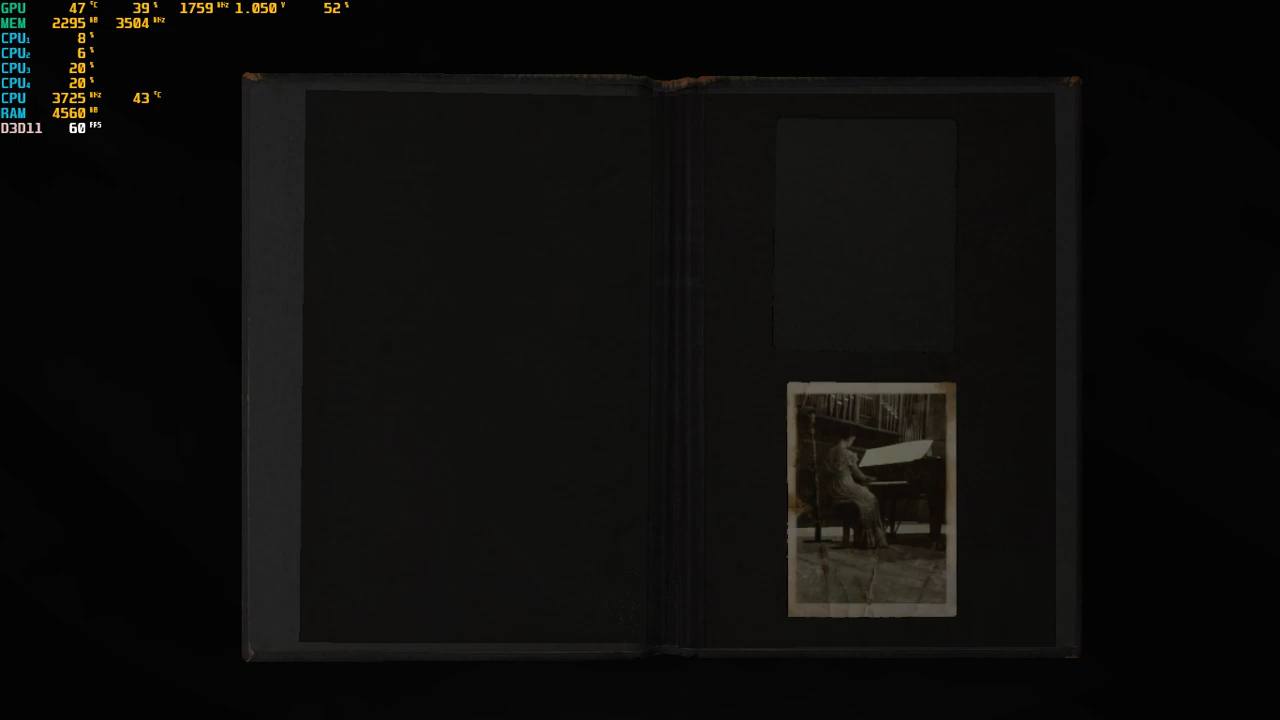 GPU 47 °C 39 % 1759 MHz 1.050 V 52 %
MEM 2295 MB 3504 MHz
CPU1 8 %
CPU2 6 %
CPU3 20 %
CPU4 20 %
CPU 3725 MHz 43 °C
RAM 4560 MB
D3D11 60 FPS